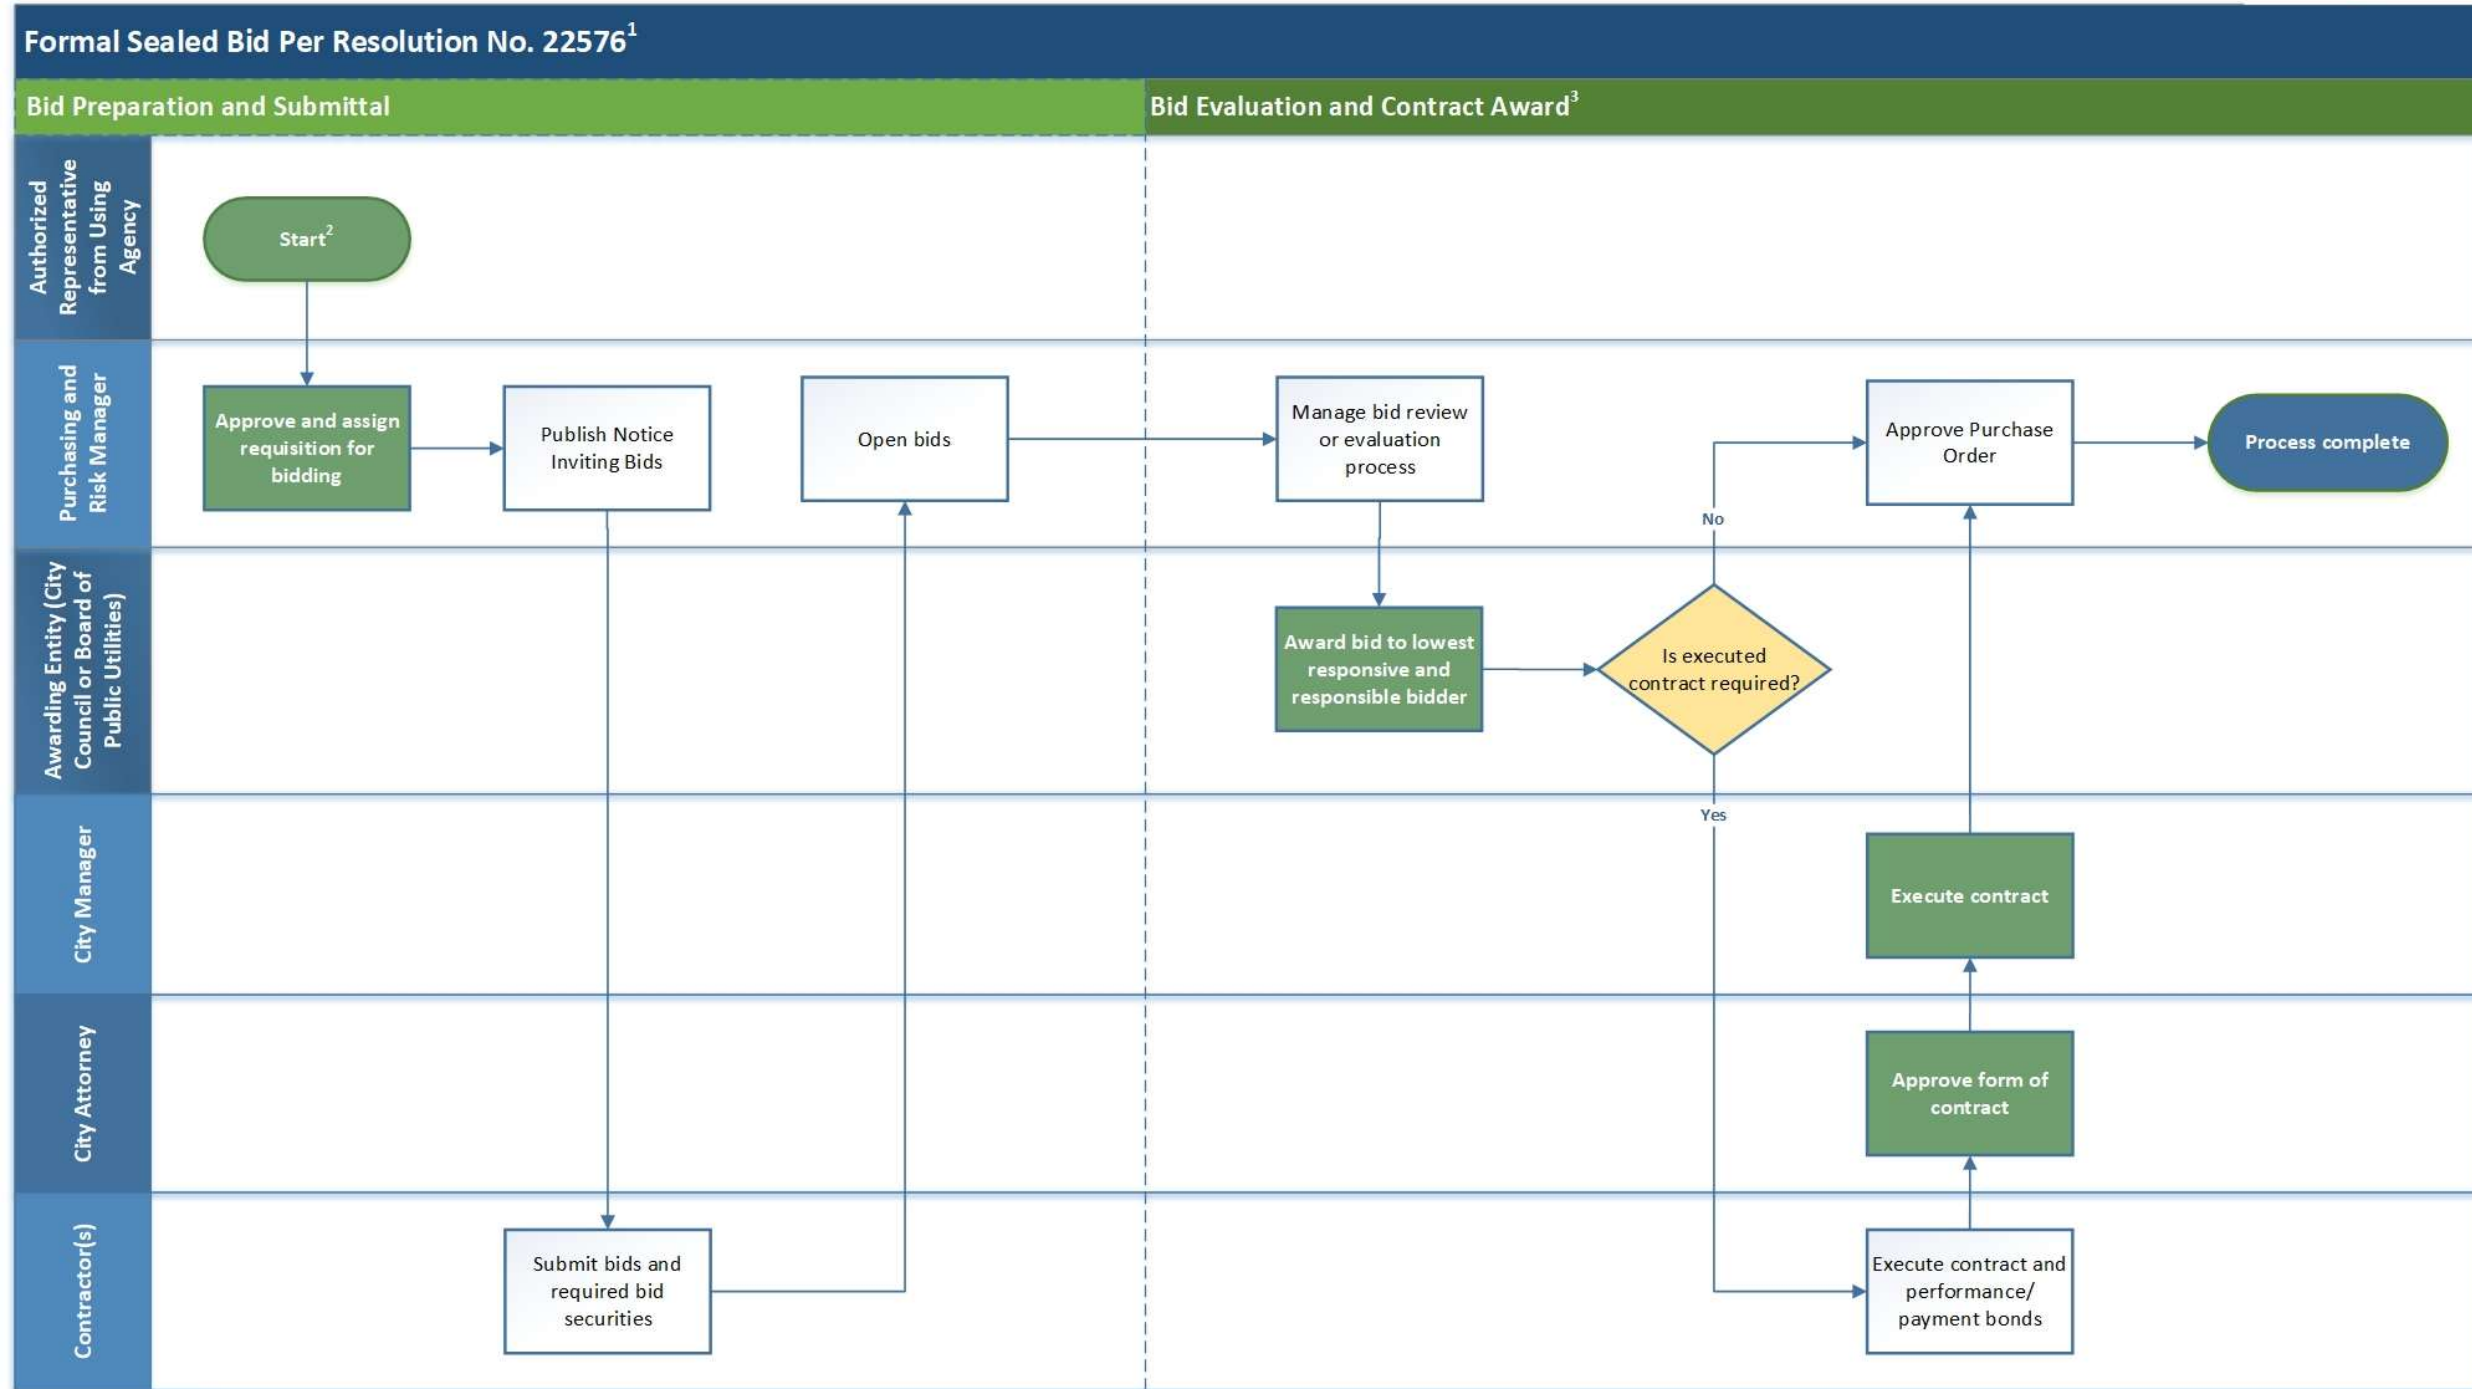 Formal Sealed Bid Per Resolution No. 22576¹
Bid Preparation and Submittal
Bid Evaluation and Contract Award³
Authorized
Representative
from Using
Agency
Start²
Purchasing and
Risk Manager
Approve and assign
requisition for
bidding
Publish Notice
Inviting Bids
Open bids
Manage bid review
or evaluation
process
Approve Purchase
Order
Process complete
No
Awarding Entity (City
Council or Board of
Public Utilities)
Award bid to lowest
responsive and
responsible bidder
Is executed
contract required?
Yes
City Manager
Execute contract
City Attorney
Approve form of
contract
Contractor(s)
Submit bids and
required bid
securities
Execute contract and
performance/
payment bonds